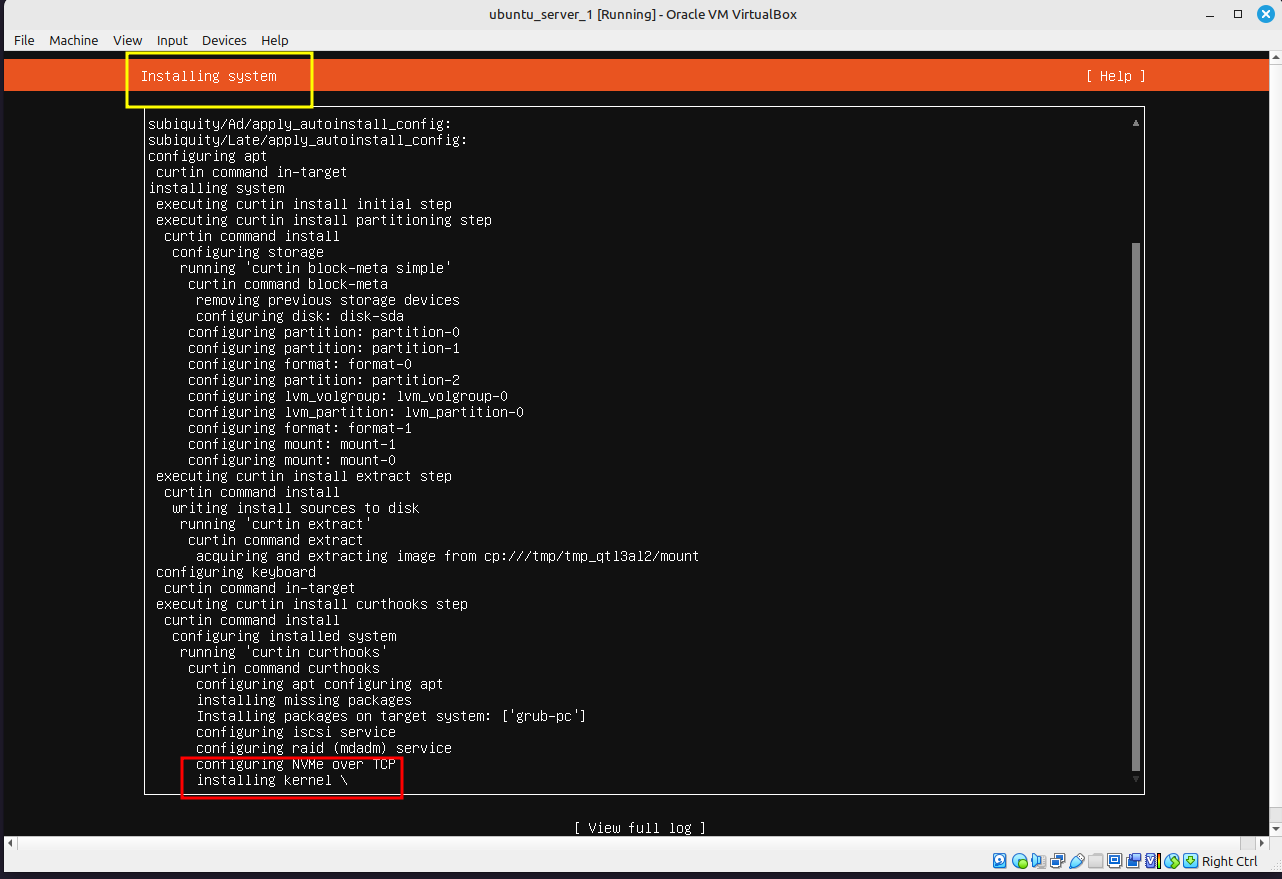 ubuntu_server_1 [Running] - Oracle VM VirtualBox
File Machine View Input Devices Help
Installing system [ Help ]
subiquity/Ad/apply_autoinstall_config:
subiquity/Late/apply_autoinstall_config:
configuring apt
curtin command in-target
installing system
executing curtin install initial step
executing curtin install partitioning step
curtin command install
configuring storage
running 'curtin block-meta simple'
curtin command block-meta
removing previous storage devices
configuring disk: disk-sda
configuring partition: partition-0
configuring partition: partition-1
configuring format: format-0
configuring partition: partition-2
configuring lvm_volgroup: lvm_volgroup-0
configuring lvm_partition: lvm_partition-0
configuring format: format-1
configuring mount: mount-1
configuring mount: mount-0
executing curtin install extract step
curtin command install
writing install sources to disk
running 'curtin extract'
curtin command extract
acquiring and extracting image from cp:///tmp/tmp_qtl3al2/mount
configuring keyboard
curtin command in-target
executing curtin install curthooks step
curtin command install
configuring installed system
running 'curtin curthooks'
curtin command curthooks
configuring apt configuring apt
installing missing packages
Installing packages on target system: ['grub-pc']
configuring iscsi service
configuring raid (mdadm) service
configuring NVMe over TCP
installing kernel \
[ View full log ]
Right Ctrl